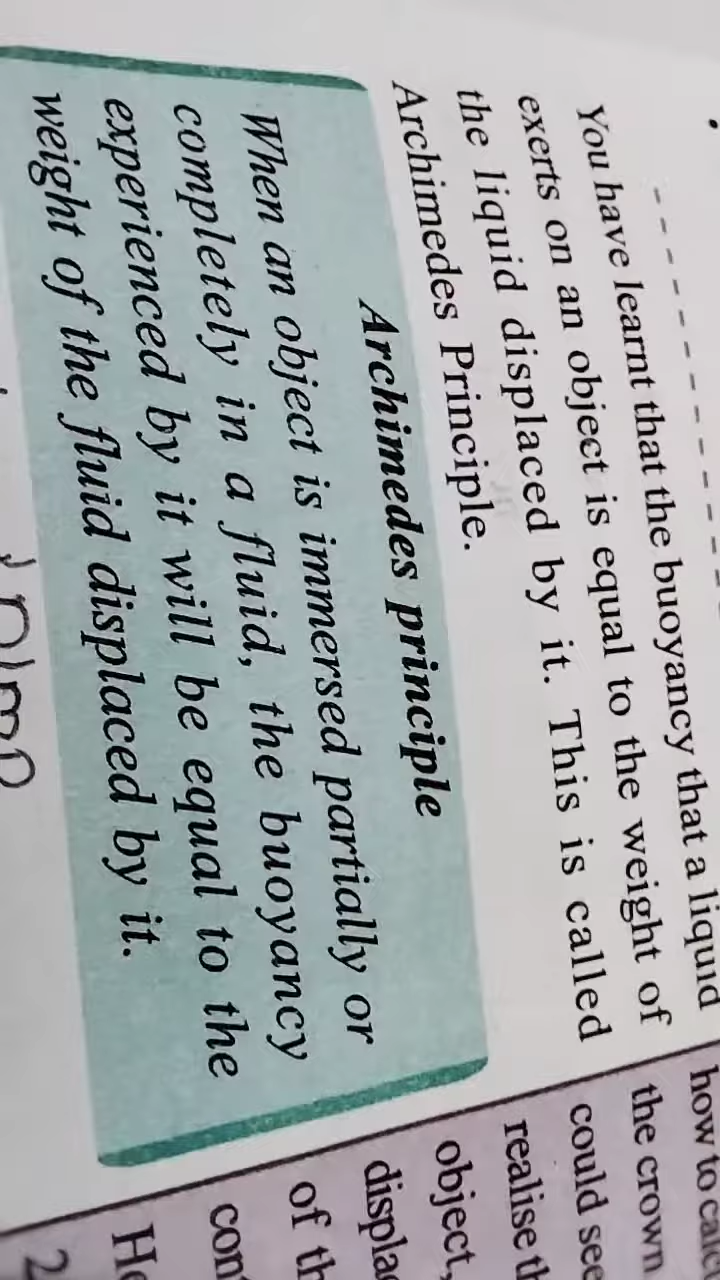 You have learnt that the buoyancy that a liquid
exerts on an object is equal to the weight of
the liquid displaced by it. This is called
Archimedes Principle.
Archimedes principle
When an object is immersed partially or
completely in a fluid, the buoyancy
experienced by it will be equal to the
weight of the fluid displaced by it.
how to
the crown
could see
realise
object,
of
2